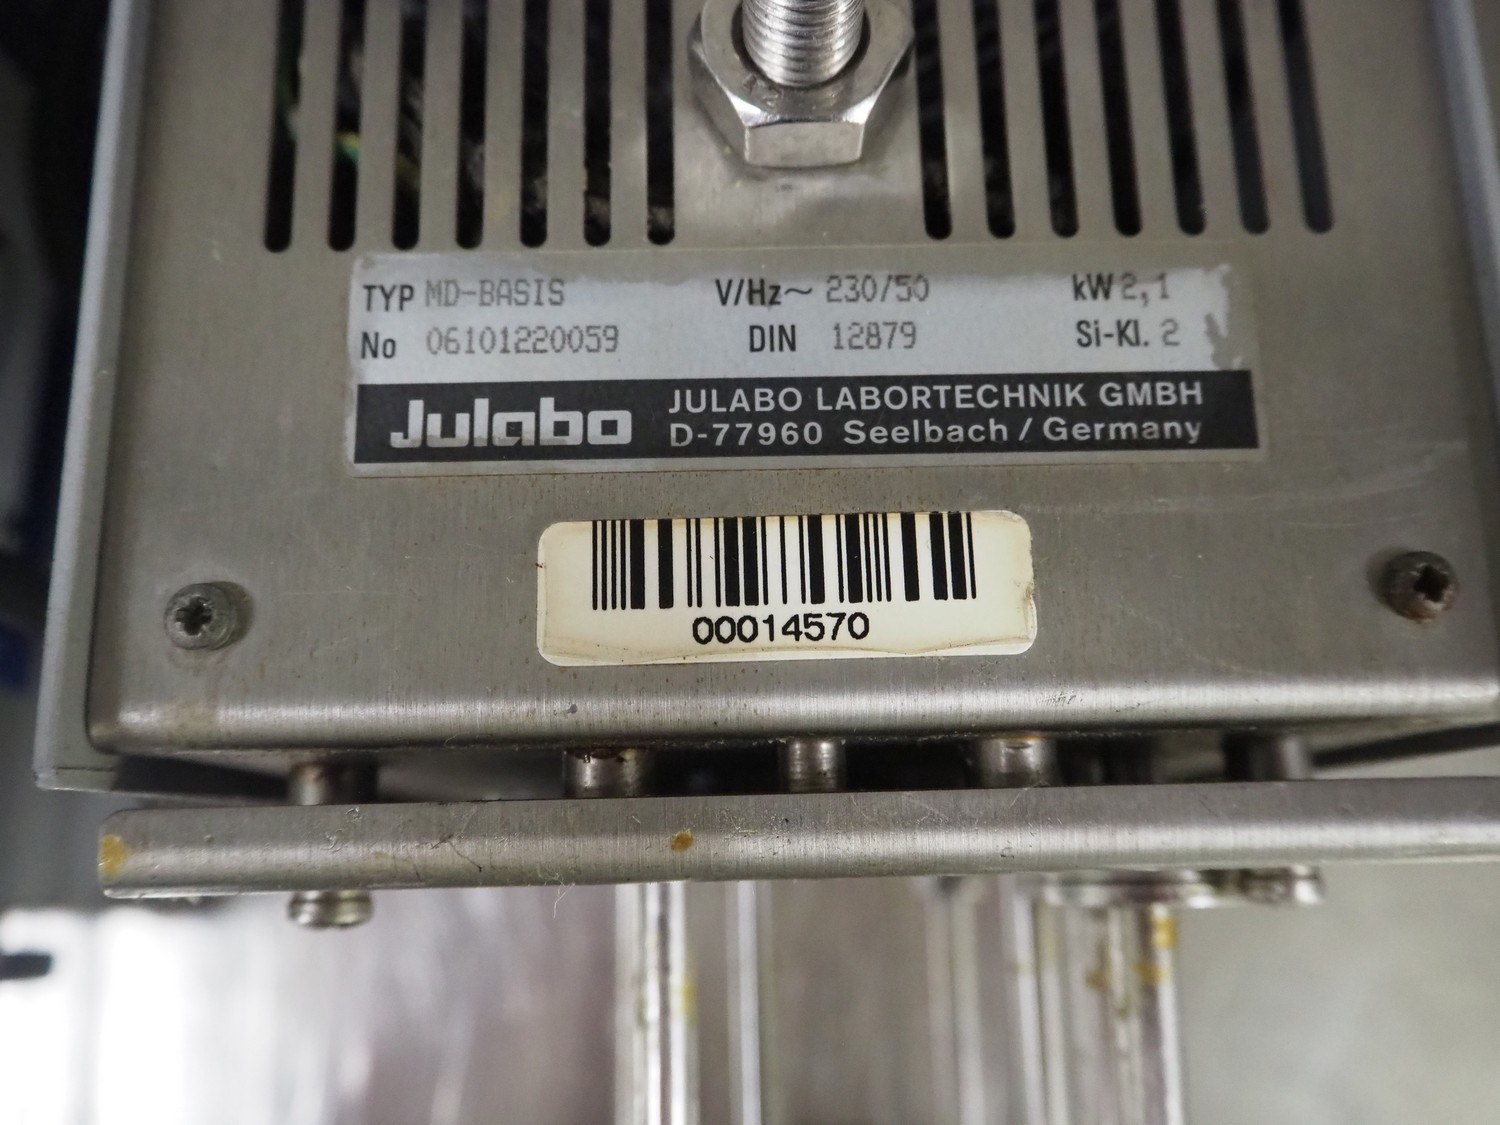 TYP MD-BASIS V/Hz~ 230/50 kW 2,1
No 06101220059 DIN 12879 Si-Kl. 2
Julabo JULABO LABORTECHNIK GMBH
D-77960 Seelbach / Germany
00014570